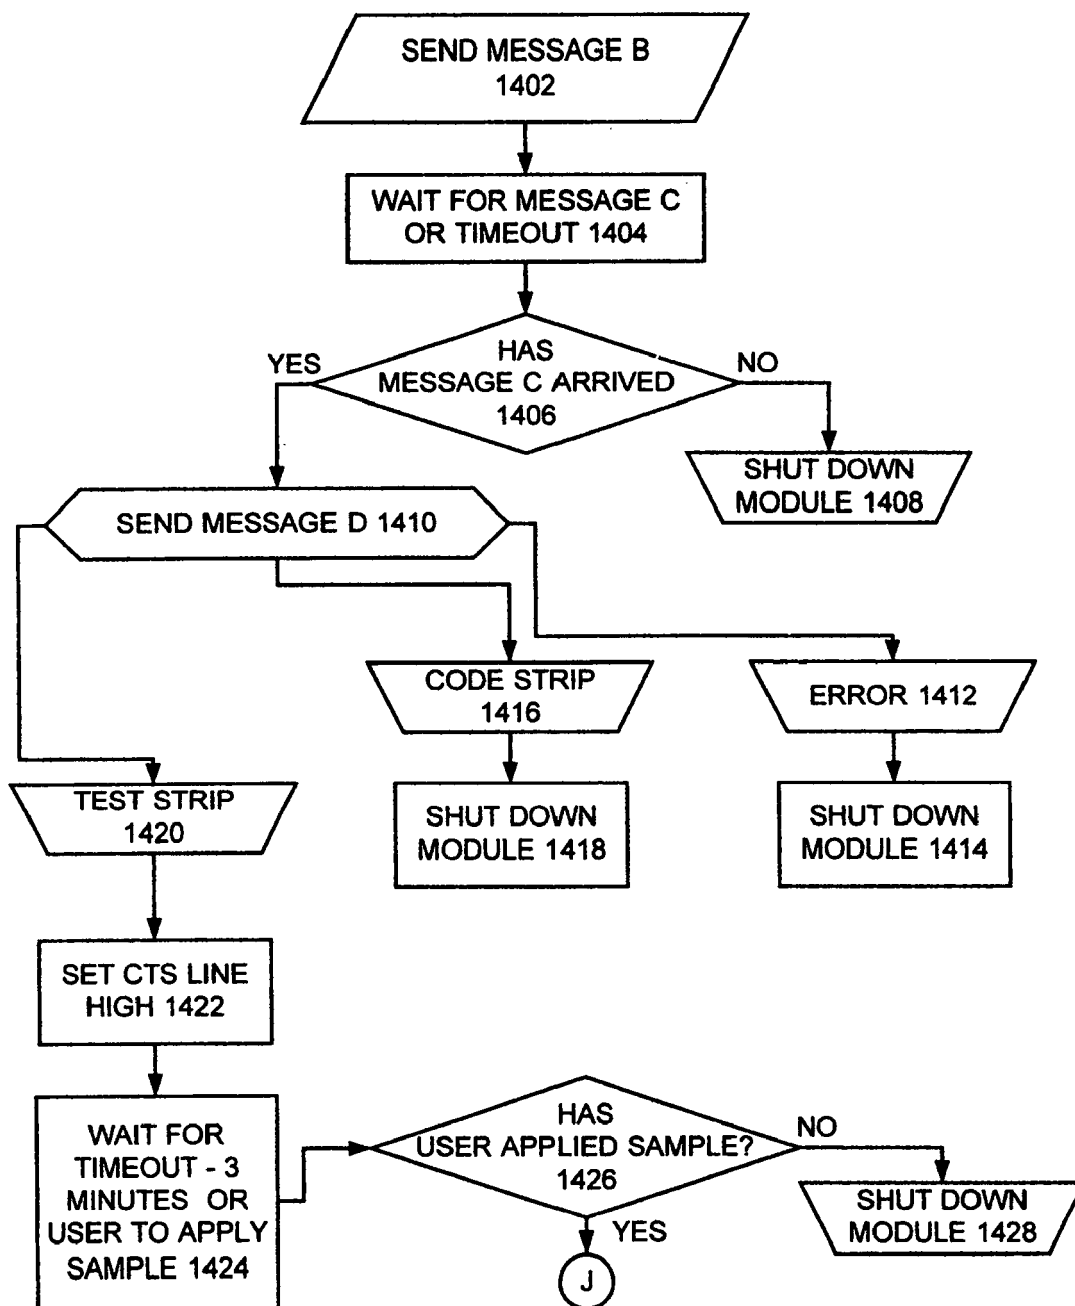 SEND MESSAGE B
1402
WAIT FOR MESSAGE C
OR TIMEOUT 1404
HAS
MESSAGE C ARRIVED
1406
YES
NO
SHUT DOWN
MODULE 1408
SEND MESSAGE D 1410
CODE STRIP
1416
ERROR 1412
SHUT DOWN
MODULE 1418
SHUT DOWN
MODULE 1414
TEST STRIP
1420
SET CTS LINE
HIGH 1422
WAIT FOR
TIMEOUT - 3
MINUTES OR
USER TO APPLY
SAMPLE 1424
HAS
USER APPLIED SAMPLE?
1426
NO
SHUT DOWN
MODULE 1428
YES
J